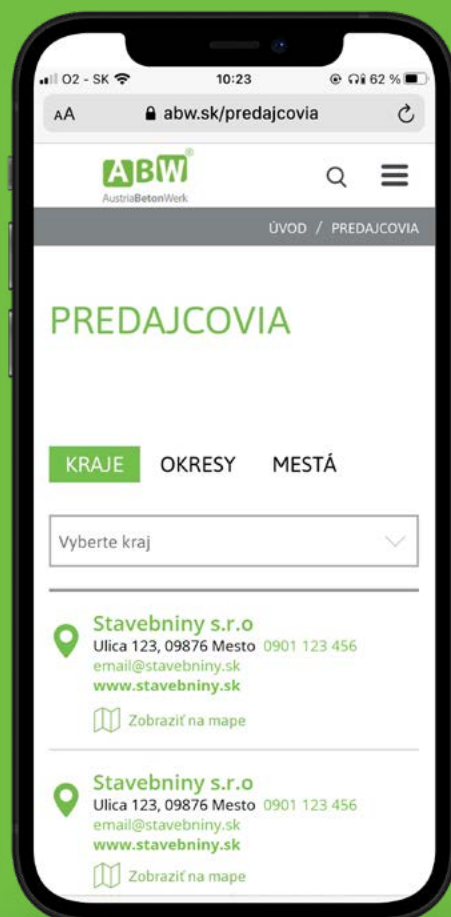 O2 - SK 10:23 62 %
AA abw.sk/predajcovia
ABW®
AustriaBetonWerk
ÚVOD / PREDAJCOVIA
PREDAJCOVIA
KRAJE OKRESY MESTÁ
Vyberte kraj
Stavebniny s.r.o
Ulica 123, 09876 Mesto 0901 123 456
email@stavebniny.sk
www.stavebniny.sk
Zobraziť na mape
Stavebniny s.r.o
Ulica 123, 09876 Mesto 0901 123 456
email@stavebniny.sk
www.stavebniny.sk
Zobraziť na mape